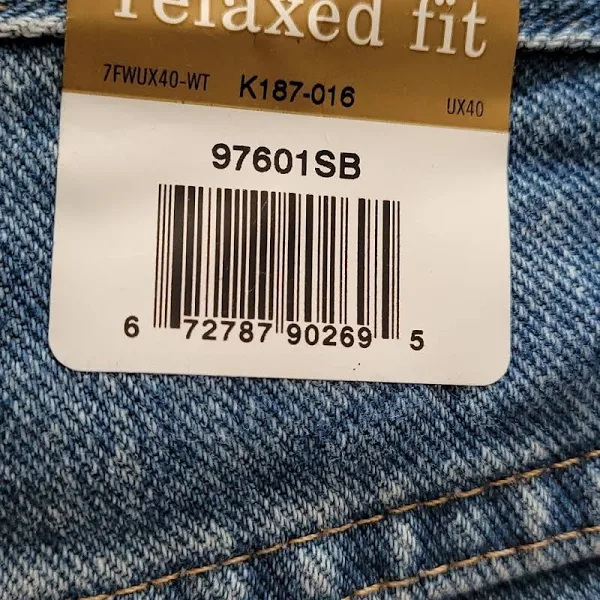 relaxed fit
7FWUX40-WT K187-016 UX40
97601SB
6 72787 90269 5